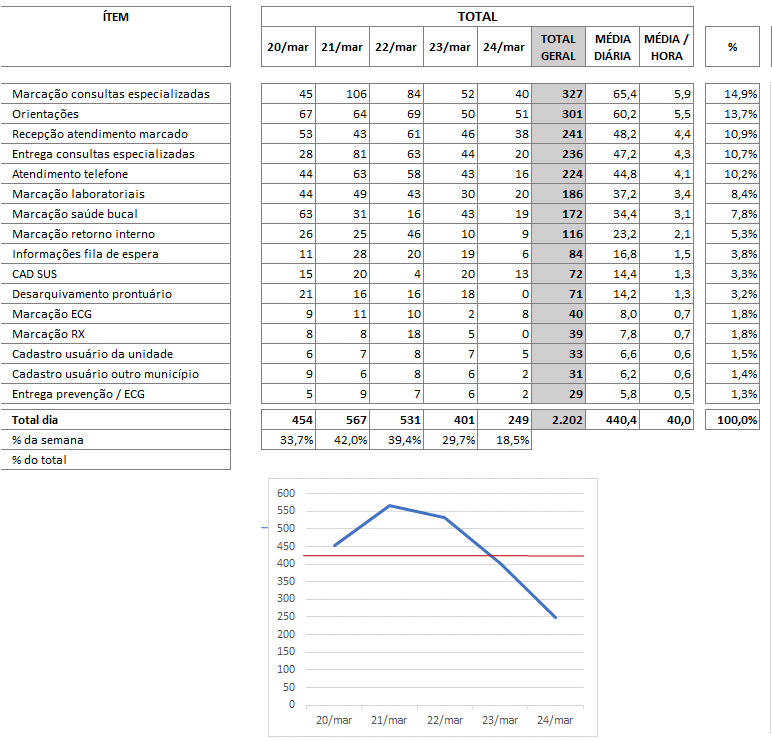 ÍTEM TOTAL
20/mar 21/mar 22/mar 23/mar 24/mar TOTAL GERAL MÉDIA DIÁRIA MÉDIA / HORA %
Marcação consultas especializadas 45 106 84 52 40 327 65,4 5,9 14,9%
Orientações 67 64 69 50 51 301 60,2 5,5 13,7%
Recepção atendimento marcado 53 43 61 46 38 241 48,2 4,4 10,9%
Entrega consultas especializadas 28 81 63 44 20 236 47,2 4,3 10,7%
Atendimento telefone 44 63 58 43 16 224 44,8 4,1 10,2%
Marcação laboratoriais 44 49 43 30 20 186 37,2 3,4 8,4%
Marcação saúde bucal 63 31 16 43 19 172 34,4 3,1 7,8%
Marcação retorno interno 26 25 46 10 9 116 23,2 2,1 5,3%
Informações fila de espera 11 28 20 19 6 84 16,8 1,5 3,8%
CAD SUS 15 20 4 20 13 72 14,4 1,3 3,3%
Desarquivamento prontuário 21 16 16 18 0 71 14,2 1,3 3,2%
Marcação ECG 9 11 10 2 8 40 8,0 0,7 1,8%
Marcação RX 8 8 18 5 0 39 7,8 0,7 1,8%
Cadastro usuário da unidade 6 7 8 7 5 33 6,6 0,6 1,5%
Cadastro usuário outro município 9 6 8 6 2 31 6,2 0,6 1,4%
Entrega prevenção / ECG 5 9 7 6 2 29 5,8 0,5 1,3%
Total dia 454 567 531 401 249 2.202 440,4 40,0 100,0%
% da semana 33,7% 42,0% 39,4% 29,7% 18,5%
% do total
600
550
500
450
400
350
300
250
200
150
100
50
0
20/mar 21/mar 22/mar 23/mar 24/mar